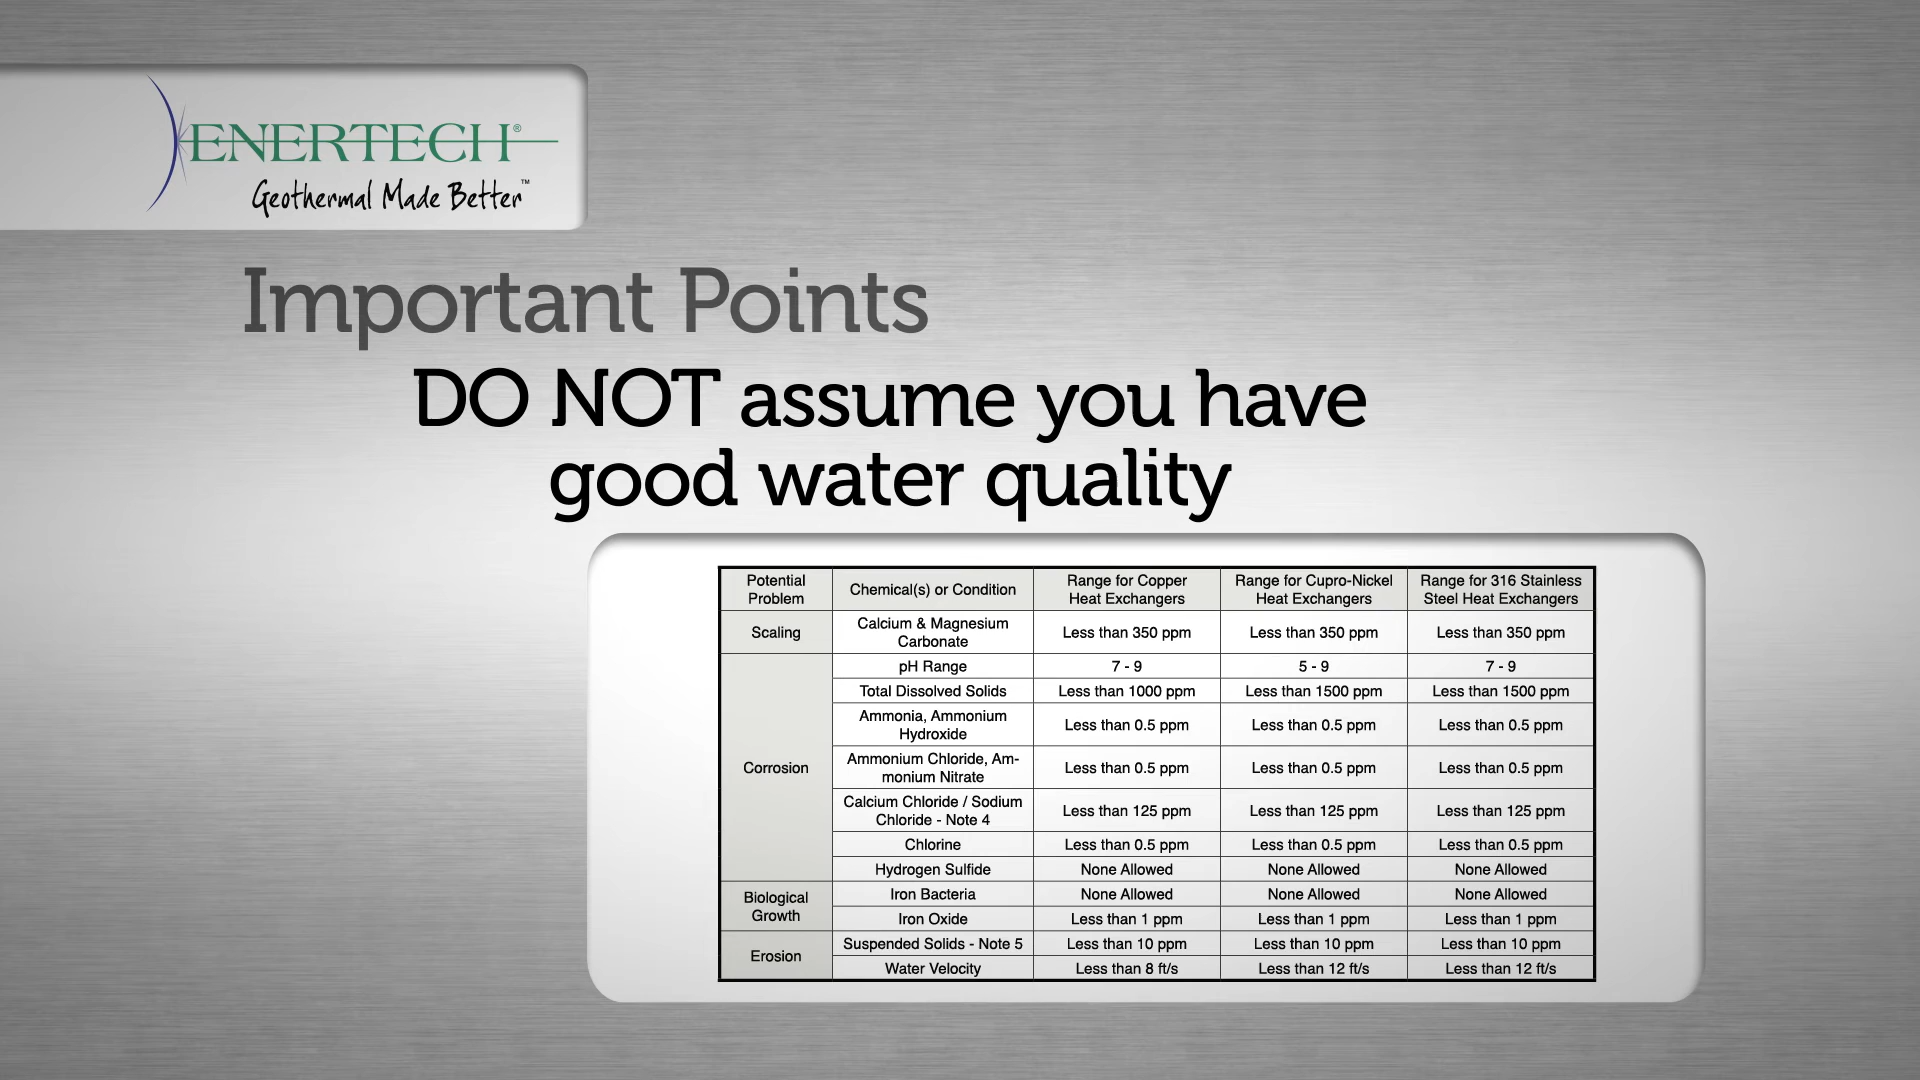 ENERTECH®
Geothermal Made Better™
Important Points
DO NOT assume you have
good water quality
Potential Problem | Chemical(s) or Condition | Range for Copper Heat Exchangers | Range for Cupro-Nickel Heat Exchangers | Range for 316 Stainless Steel Heat Exchangers
Scaling | Calcium & Magnesium Carbonate | Less than 350 ppm | Less than 350 ppm | Less than 350 ppm
Corrosion | pH Range | 7 - 9 | 5 - 9 | 7 - 9
Total Dissolved Solids | Less than 1000 ppm | Less than 1500 ppm | Less than 1500 ppm
Ammonia, Ammonium Hydroxide | Less than 0.5 ppm | Less than 0.5 ppm | Less than 0.5 ppm
Ammonium Chloride, Am-monium Nitrate | Less than 0.5 ppm | Less than 0.5 ppm | Less than 0.5 ppm
Calcium Chloride / Sodium Chloride - Note 4 | Less than 125 ppm | Less than 125 ppm | Less than 125 ppm
Chlorine | Less than 0.5 ppm | Less than 0.5 ppm | Less than 0.5 ppm
Hydrogen Sulfide | None Allowed | None Allowed | None Allowed
Biological Growth | Iron Bacteria | None Allowed | None Allowed | None Allowed
Iron Oxide | Less than 1 ppm | Less than 1 ppm | Less than 1 ppm
Erosion | Suspended Solids - Note 5 | Less than 10 ppm | Less than 10 ppm | Less than 10 ppm
Water Velocity | Less than 8 ft/s | Less than 12 ft/s | Less than 12 ft/s